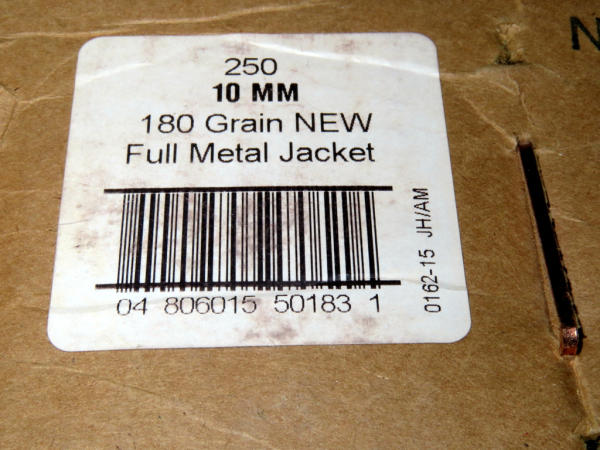 250
10 MM
180 Grain NEW
Full Metal Jacket
04 806015 50183 1
0162-15 JH/AM
N